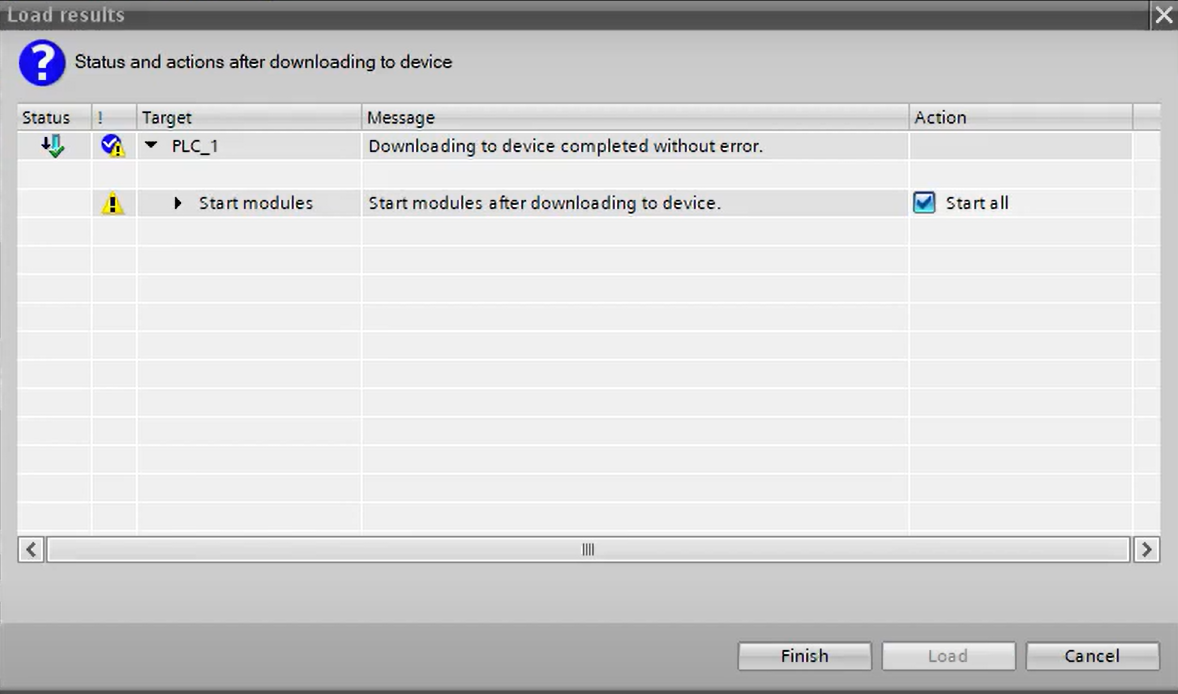 Load results
Status and actions after downloading to device
Status ! Target Message Action
PLC_1 Downloading to device completed without error.
Start modules Start modules after downloading to device. Start all
Finish Load Cancel